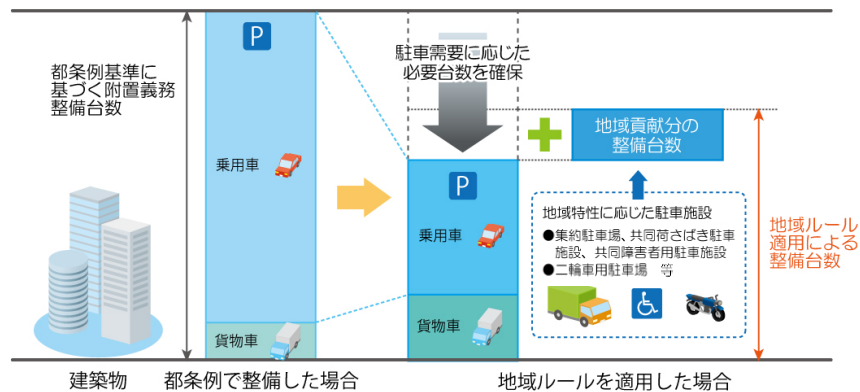 都条例基準に
基づく附置義務
整備台数
P
乗用車
貨物車
駐車需要に応じた
必要台数を確保
P
乗用車
貨物車
地域貢献分の
整備台数
地域特性に応じた駐車施設
●集約駐車場、共同荷さばき駐車
施設、共同障害者用駐車施設
●二輪車用駐車場 等
地域ルール
適用による
整備台数
建築物
都条例で整備した場合
地域ルールを適用した場合